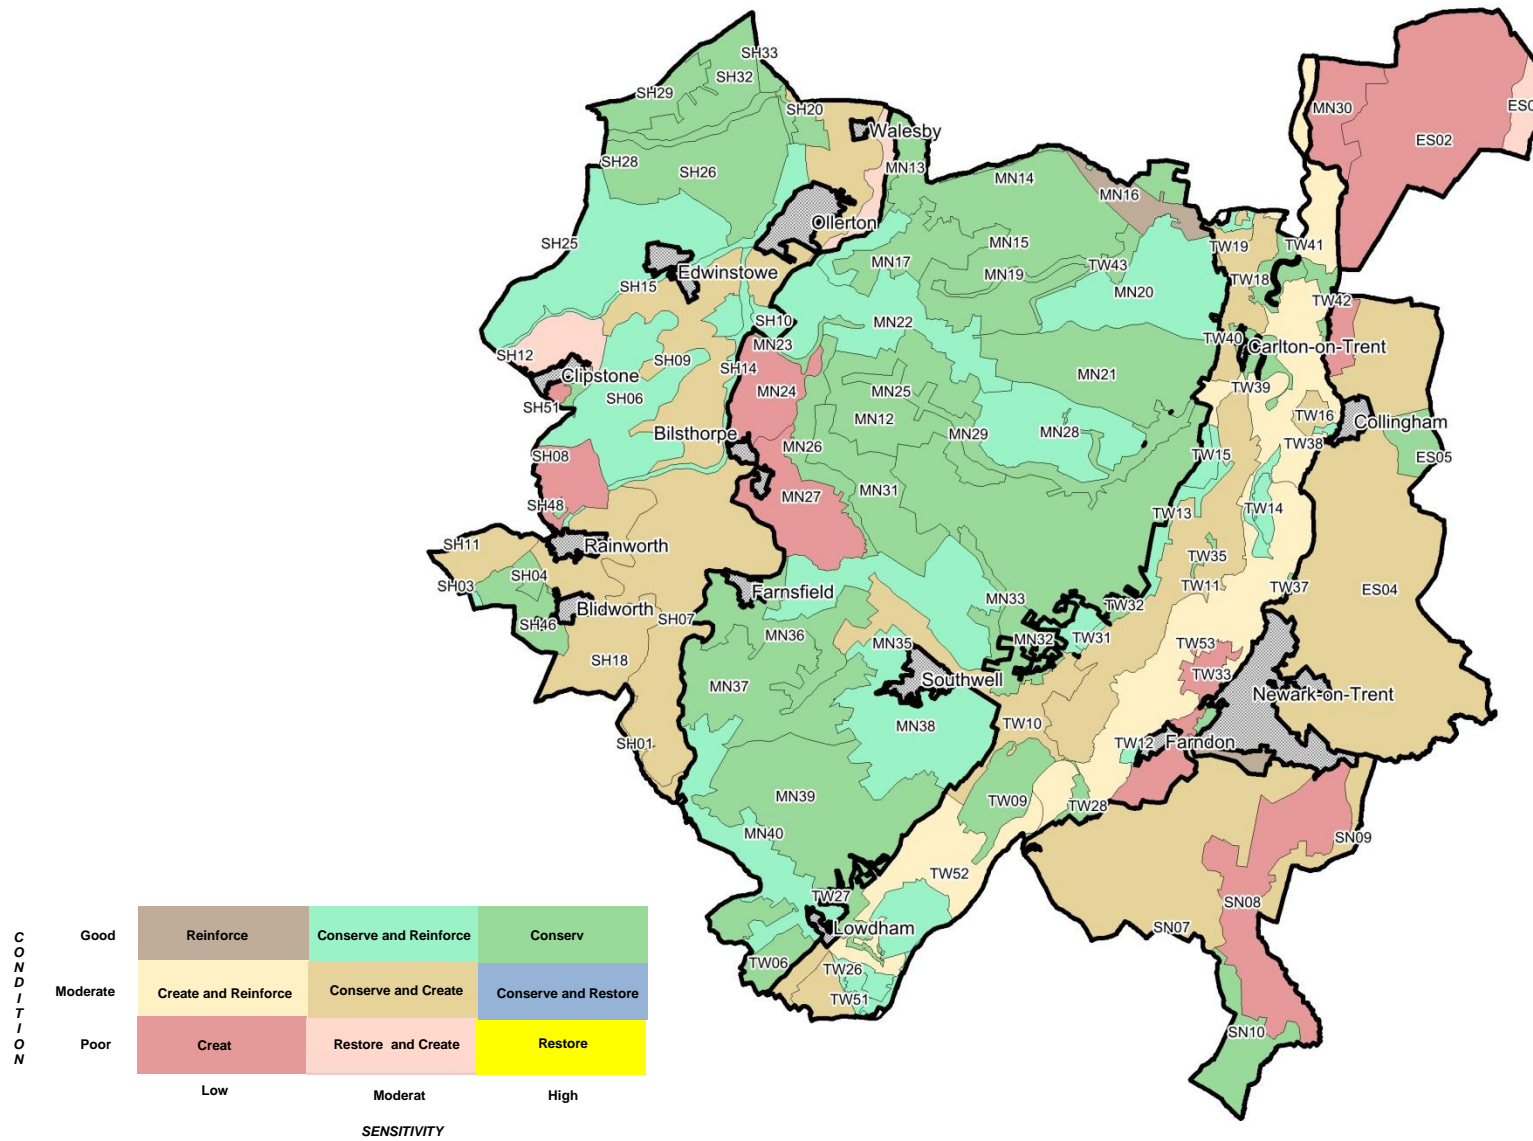 SH33
SH32
SH29
SH20
Walesby
MN30
ES0
ES02
SH28
SH26
MN13
MN14
MN16
Ollerton
SH25
MN15
TW19
TW41
MN17
Edwinstowe
MN19
TW43
TW18
SH15
MN20
TW42
SH10
MN22
SH12
MN23
TW40
Carlton-on-Trent
SH09
SH14
Clipstone
MN21
MN24
MN25
TW39
SH51
SH06
MN12
TW16
Collingham
Bilsthorpe
MN29
MN28
MN26
TW38
SH08
TW15
ES05
MN31
MN27
SH48
TW14
TW13
SH11
Rainworth
TW35
SH04
SH03
TW11
TW37
ES04
Farnsfield
MN33
TW32
Blidworth
SH07
SH46
MN36
MN35
MN32
TW31
TW53
SH18
TW33
Southwell
MN37
Newark-on-Trent
MN38
TW10
SH01
TW12
Farndon
MN39
TW09
TW28
MN40
SN09
TW52
TW27
SN08
Lowdham
SN07
TW06
TW26
TW51
SN10
CONDITION
Good
Reinforce
Conserve and Reinforce
Conserv
Moderate
Create and Reinforce
Conserve and Create
Conserve and Restore
Poor
Creat
Restore and Create
Restore
Low
Moderat
High
SENSITIVITY